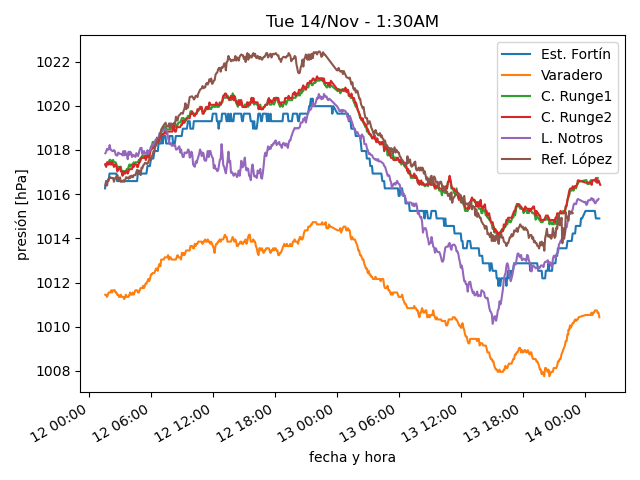 Tue 14/Nov - 1:30AM
Est. Fortín
Varadero
C. Runge1
C. Runge2
L. Notros
Ref. López
presión [hPa]
1022
1020
1018
1016
1014
1012
1010
1008
12 00:00
12 06:00
12 12:00
12 18:00
13 00:00
13 06:00
13 12:00
13 18:00
14 00:00
fecha y hora